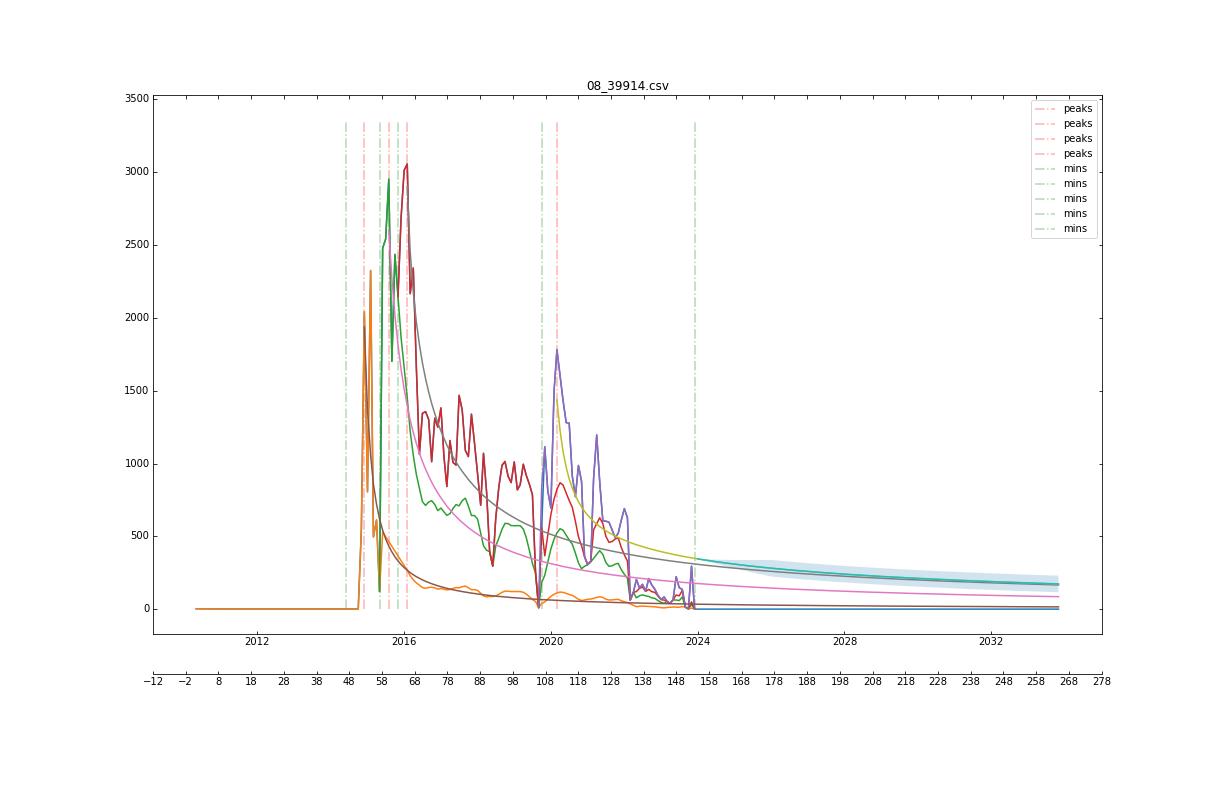 08_39914.csv
3500
3000
2500
2000
1500
1000
500
0
peaks
peaks
peaks
peaks
mins
mins
mins
mins
mins
2012 2016 2020 2024 2028 2032
−12 −2 8 18 28 38 48 58 68 78 88 98 108 118 128 138 148 158 168 178 188 198 208 218 228 238 248 258 268 278